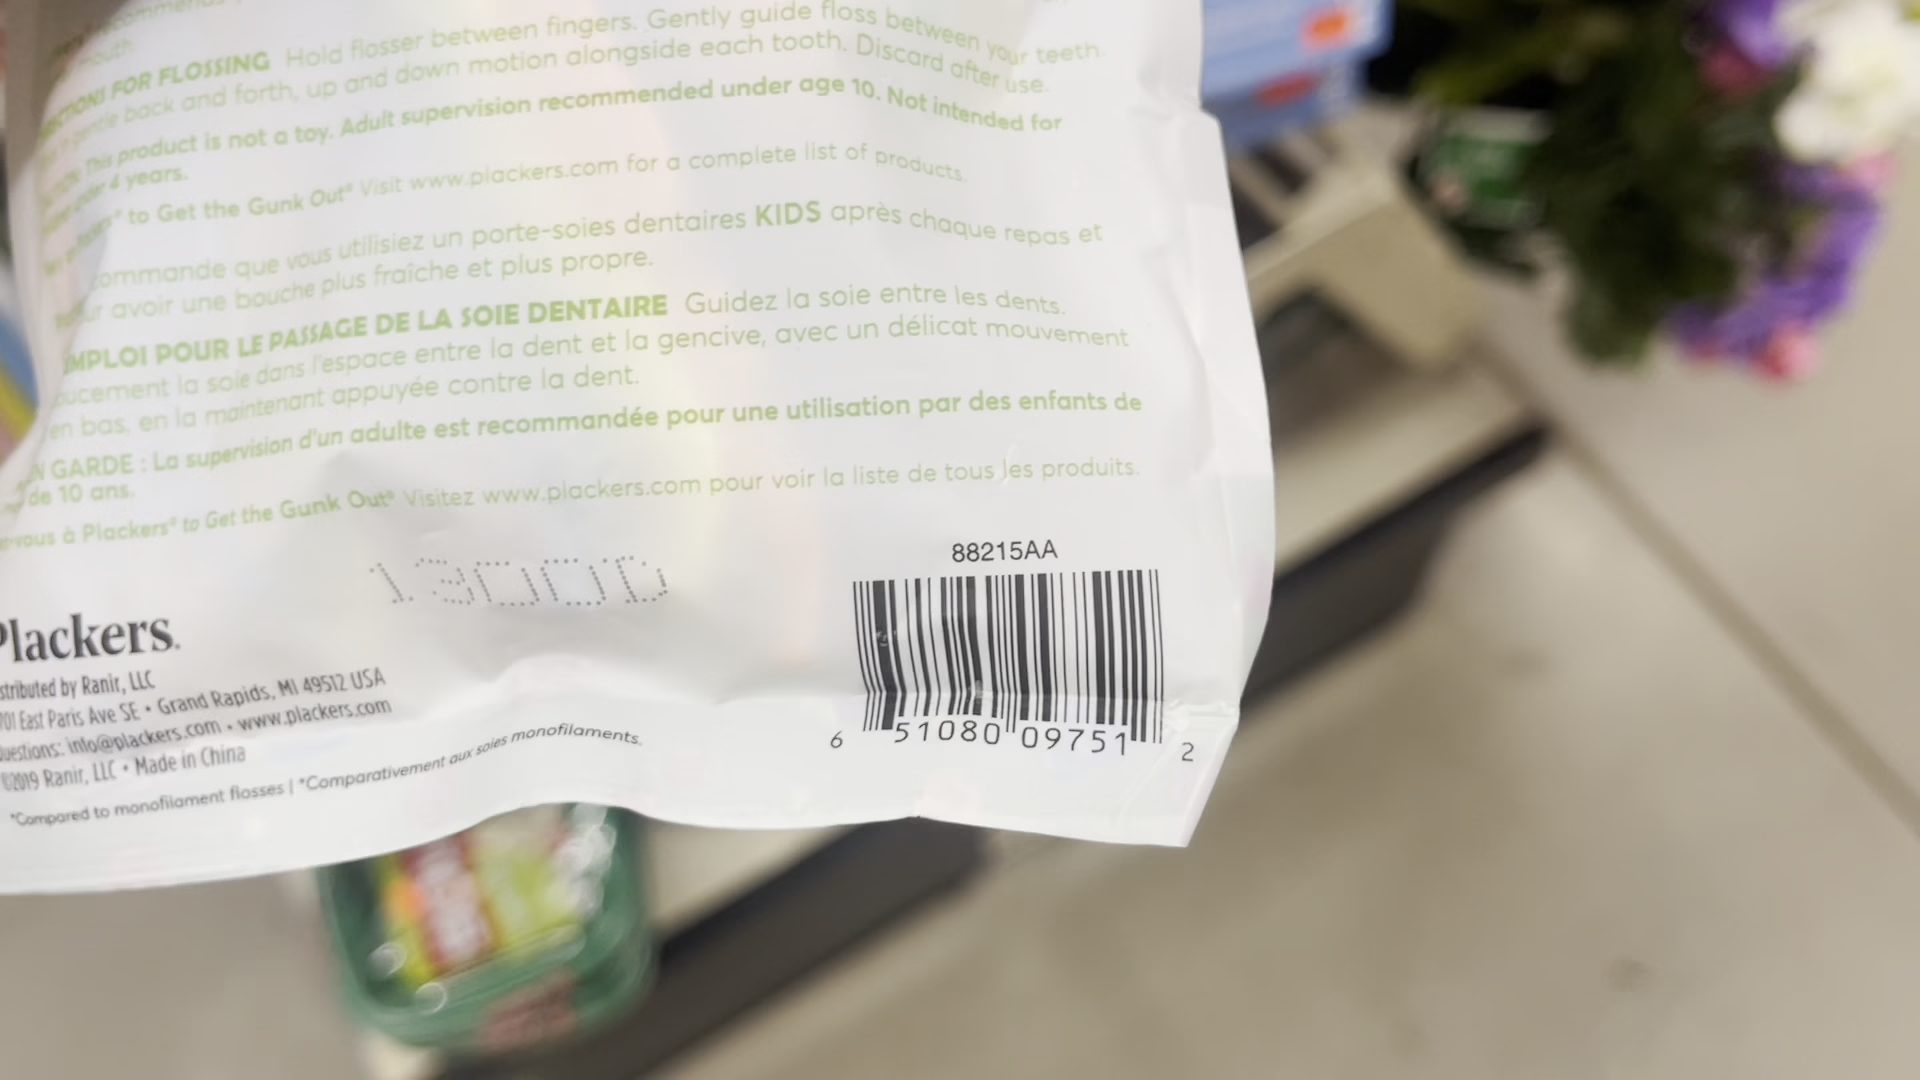 FOR FLOSSING Hold flosser between fingers. Gently guide floss between your teeth
gentle back and forth, up and down motion alongside each tooth. Discard after use.
This product is not a toy. Adult supervision recommended under age 10. Not intended for
under 4 years.
to Get the Gunk Out® Visit www.plackers.com for a complete list of products.
ommande que vous utilisiez un porte-soies dentaires KIDS après chaque repas et
avoir une bouche plus fraîche et plus propre.
MPLOI POUR LE PASSAGE DE LA SOIE DENTAIRE Guidez la soie entre les dents.
ucement la soie dans l'espace entre la dent et la gencive, avec un délicat mouvement
en bas, en la maintenant appuyée contre la dent.
N GARDE : La supervision d'un adulte est recommandée pour une utilisation par des enfants de
de 10 ans.
vous à Plackers® to Get the Gunk Out® Visitez www.plackers.com pour voir la liste de tous les produits.
1300D
88215AA
Plackers.
stributed by Ranir, LLC
701 East Paris Ave SE • Grand Rapids, MI 49512 USA
uestions: info@plackers.com • www.plackers.com
©2019 Ranir, LLC • Made in China
*Compared to monofilament flosses | *Comparativement aux soies monofilaments.
6 51080 09751 2